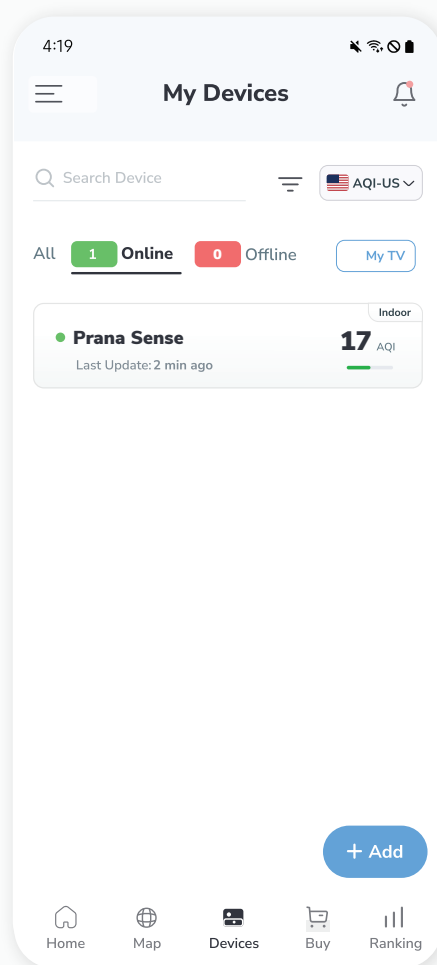 4:19
My Devices
Search Device
AQI-US
All 1 Online 0 Offline My TV
Indoor
Prana Sense 17 AQI
Last Update: 2 min ago
+ Add
Home Map Devices Buy Ranking